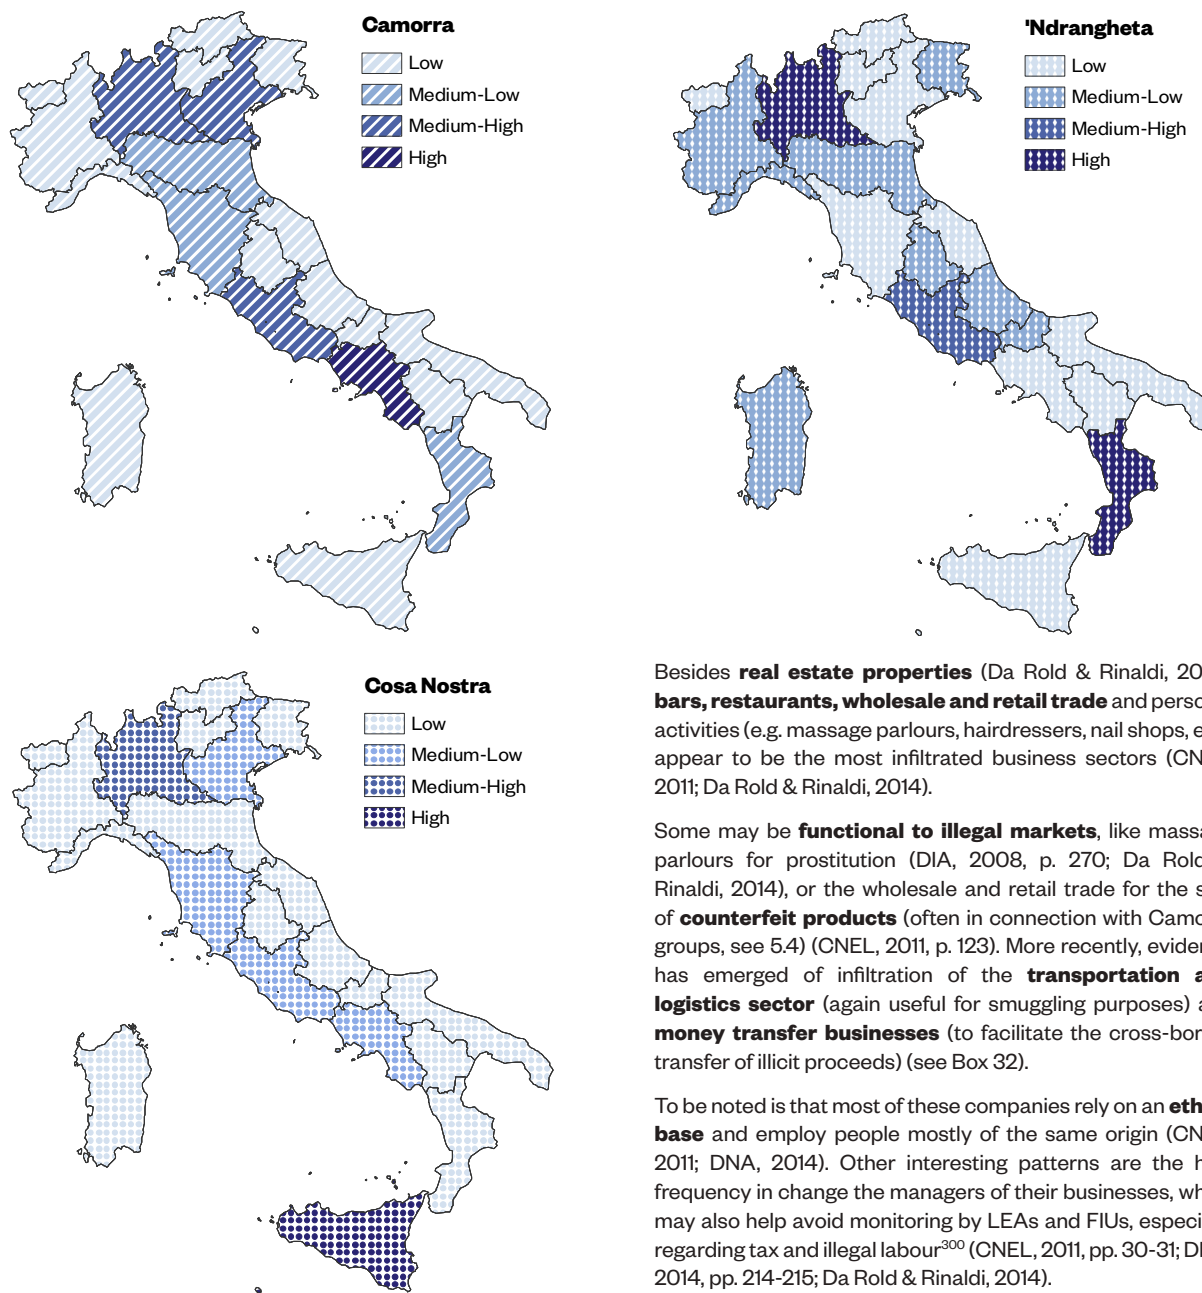 Camorra
Low
Medium-Low
Medium-High
High
'Ndrangheta
Low
Medium-Low
Medium-High
High
Cosa Nostra
Low
Medium-Low
Medium-High
High
Besides real estate properties (Da Rold & Rinaldi, 20
bars, restaurants, wholesale and retail trade and perso
activities (e.g. massage parlours, hairdressers, nail shops, e
appear to be the most infiltrated business sectors (CN
2011; Da Rold & Rinaldi, 2014).
Some may be functional to illegal markets, like massa
parlours for prostitution (DIA, 2008, p. 270; Da Rold
Rinaldi, 2014), or the wholesale and retail trade for the s
of counterfeit products (often in connection with Camo
groups, see 5.4) (CNEL, 2011, p. 123). More recently, eviden
has emerged of infiltration of the transportation a
logistics sector (again useful for smuggling purposes) a
money transfer businesses (to facilitate the cross-bor
transfer of illicit proceeds) (see Box 32).
To be noted is that most of these companies rely on an eth
base and employ people mostly of the same origin (CN
2011; DNA, 2014). Other interesting patterns are the h
frequency in change the managers of their businesses, wh
may also help avoid monitoring by LEAs and FIUs, especi
regarding tax and illegal labour300 (CNEL, 2011, pp. 30-31; D
2014, pp. 214-215; Da Rold & Rinaldi, 2014).